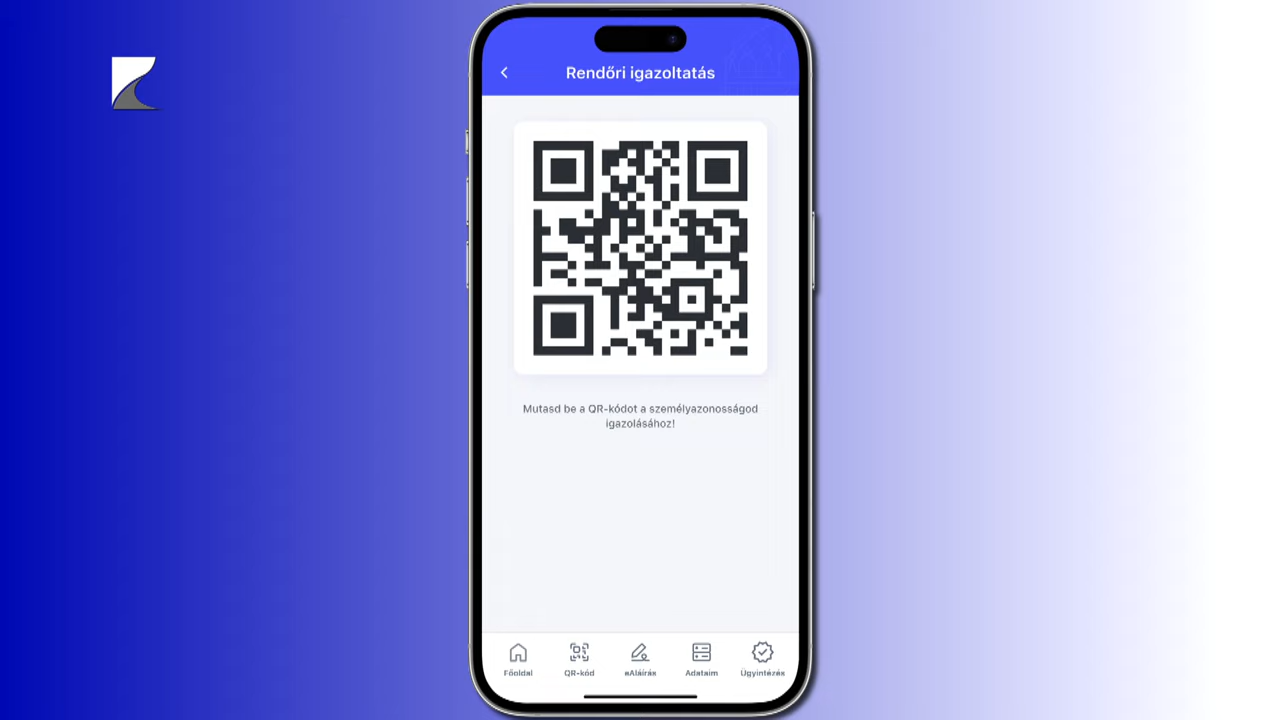 Rendőri igazoltatás
Mutasd be a QR-kódot a személyazonosságod
igazolásához!
Főoldal
QR-kód
eAláírás
Adataim
Ügyintézés